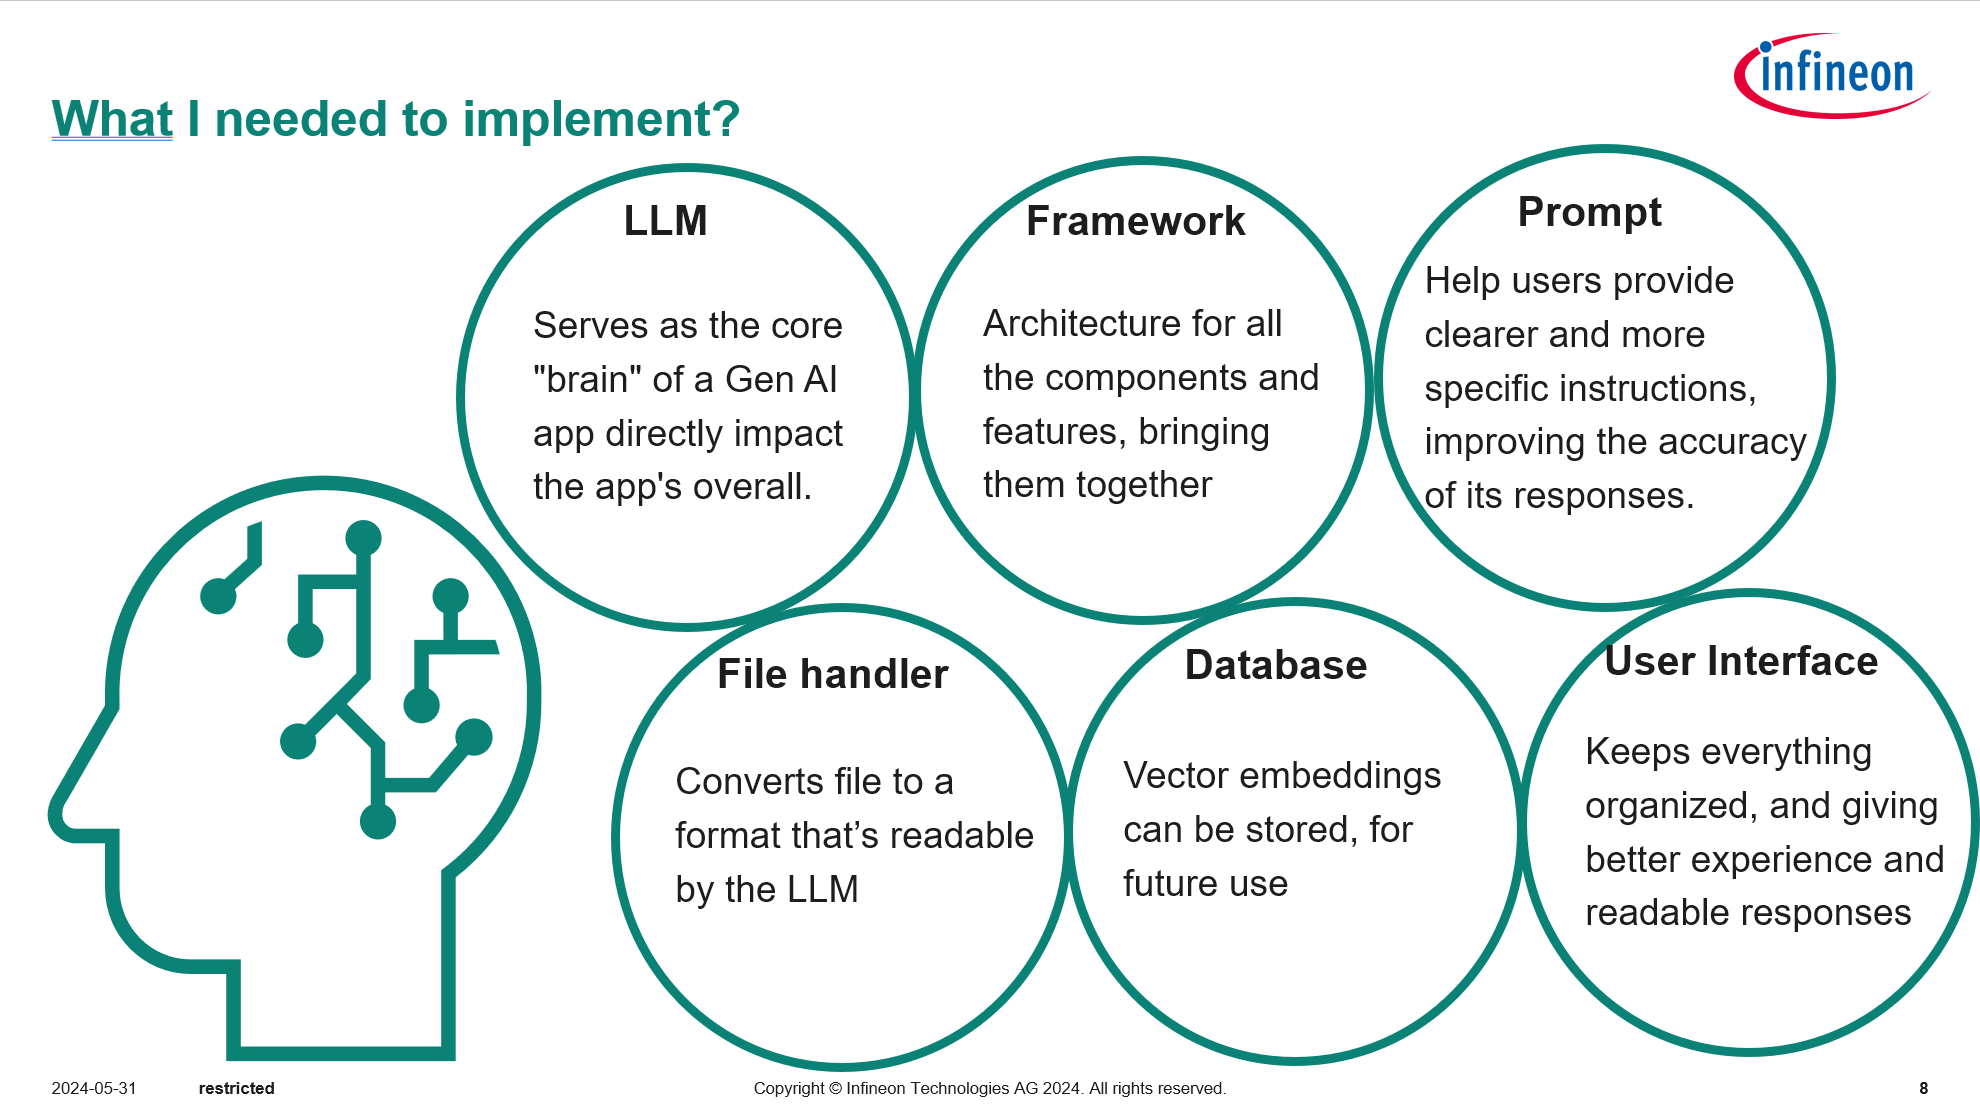 infineon
What I needed to implement?
LLM
Serves as the core
"brain" of a Gen AI
app directly impact
the app's overall.
Framework
Architecture for all
the components and
features, bringing
them together
Prompt
Help users provide
clearer and more
specific instructions,
improving the accuracy
of its responses.
File handler
Converts file to a
format that’s readable
by the LLM
Database
Vector embeddings
can be stored, for
future use
User Interface
Keeps everything
organized, and giving
better experience and
readable responses
2024-05-31 restricted Copyright © Infineon Technologies AG 2024. All rights reserved. 8